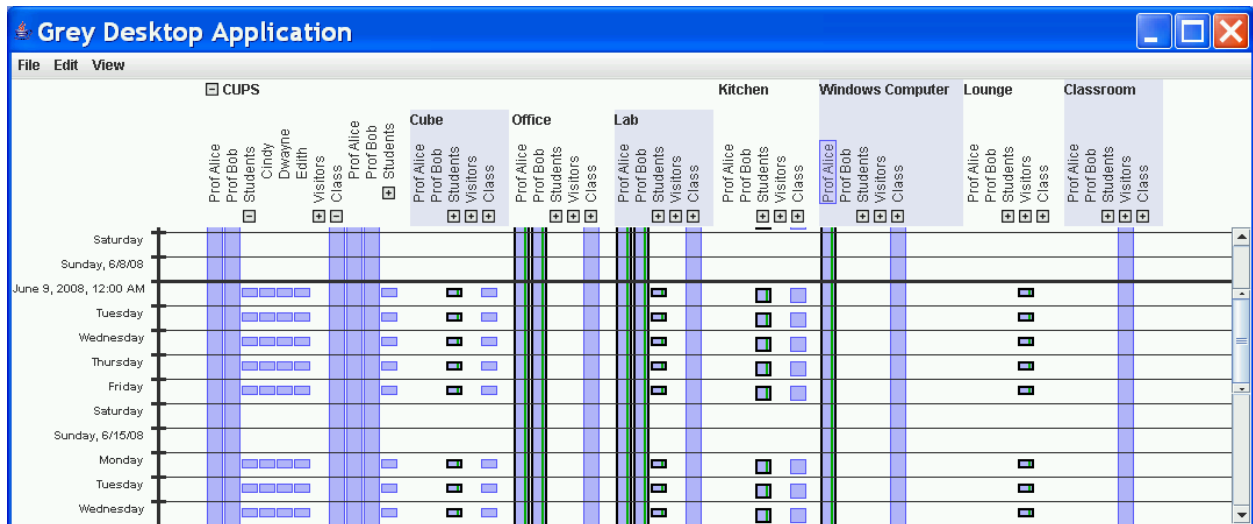 Grey Desktop Application
File Edit View
CUPS Kitchen Windows Computer Lounge Classroom
Cube Office Lab
Prof Alice Prof Bob Students Cindy Dwayne Edith Visitors Class Prof Alice Prof Bob Students
Prof Alice Prof Bob Students Visitors Class
Prof Alice Prof Bob Students Visitors Class
Prof Alice Prof Bob Students Visitors Class
Prof Alice Prof Bob Students Visitors Class
Prof Alice Prof Bob Students Visitors Class
Prof Alice Prof Bob Students Visitors Class
Prof Alice Prof Bob Students Visitors Class
Saturday
Sunday, 6/8/08
June 9, 2008, 12:00 AM
Tuesday
Wednesday
Thursday
Friday
Saturday
Sunday, 6/15/08
Monday
Tuesday
Wednesday